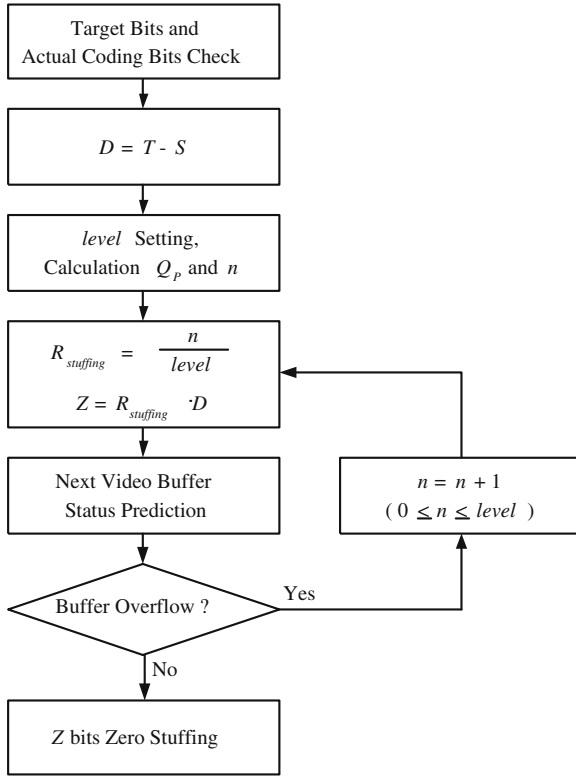 Target Bits and
Actual Coding Bits Check
D = T - S
level Setting,
Calculation Q_P and n
R_stuffing = n / level
Z = R_stuffing · D
Next Video Buffer
Status Prediction
n = n + 1
( 0 ≤ n ≤ level )
Buffer Overflow ?
Yes
No
Z bits Zero Stuffing